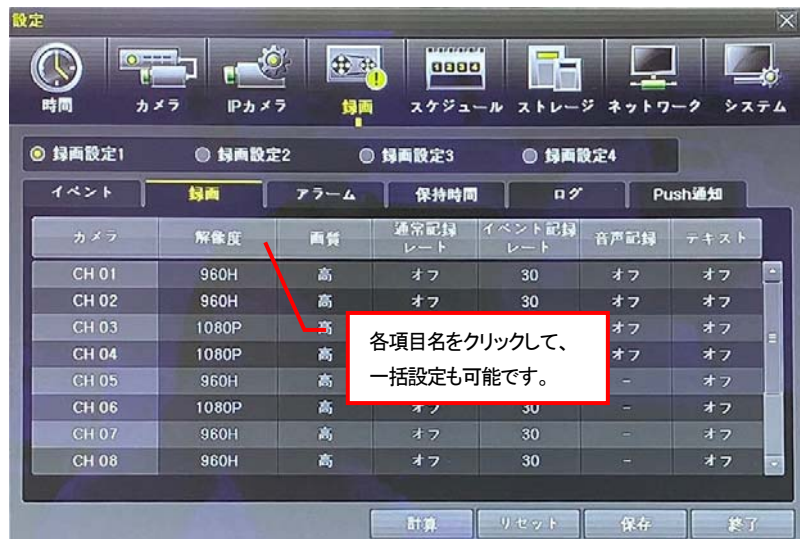 設定
時間 カメラ IPカメラ 録画 スケジュール ストレージ ネットワーク システム
録画設定1 録画設定2 録画設定3 録画設定4
イベント 録画 アラーム 保持時間 ログ Push通知
カメラ 解像度 画質 通常記録 イベント記録 音声記録 テキスト
レート レート
CH 01 960H 高 オフ 30 オフ オフ
CH 02 960H 高 オフ 30 オフ オフ
CH 03 1080P 高 オフ オフ
CH 04 1080P 高 オフ オフ
各項目名をクリックして、
一括設定も可能です。
CH 05 960H 高 - オフ
CH 06 1080P 高 オフ 30 - オフ
CH 07 960H 高 オフ 30 - オフ
CH 08 960H 高 オフ 30 - オフ
計算 リセット 保存 終了